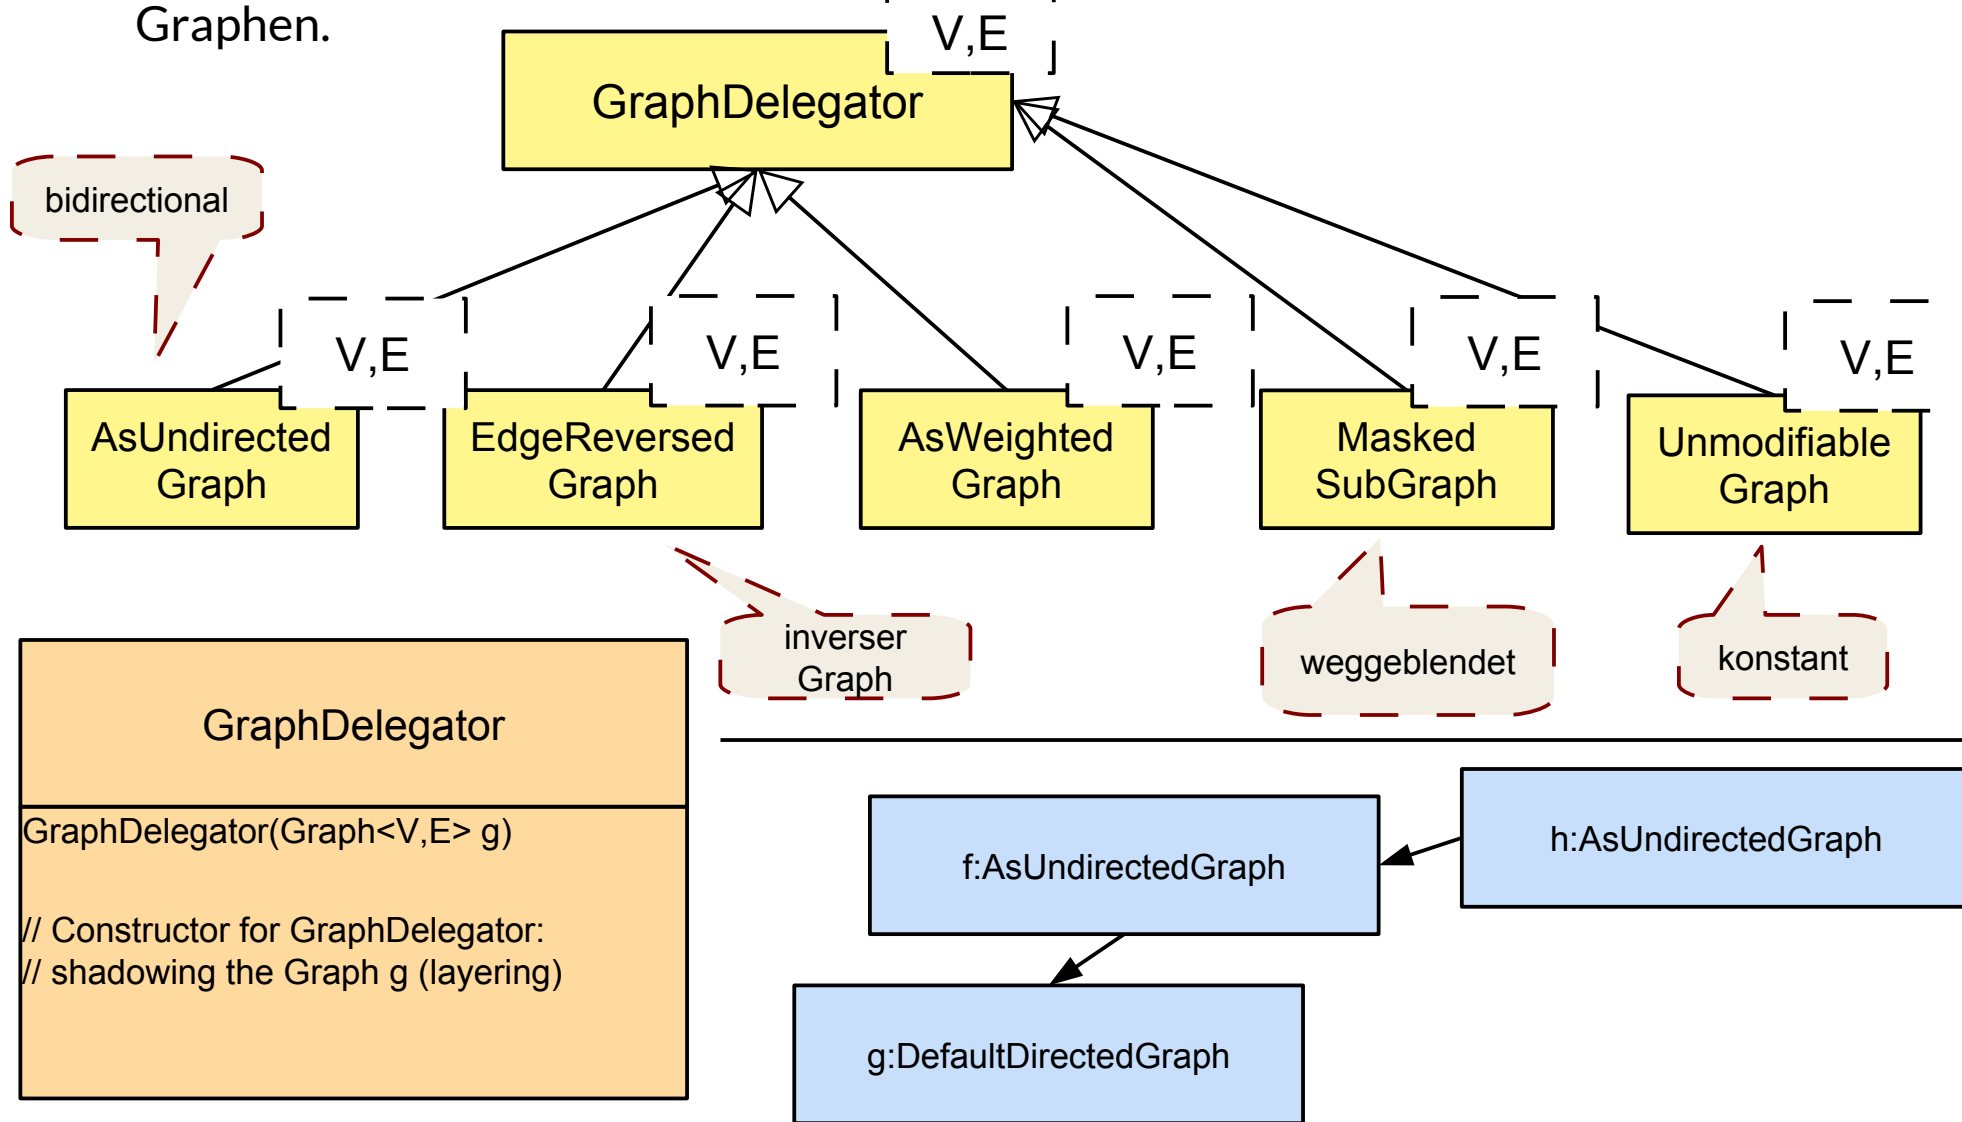 Graphen.
V,E
GraphDelegator
bidirectional
V,E
V,E
V,E
V,E
V,E
AsUndirected
Graph
EdgeReversed
Graph
AsWeighted
Graph
Masked
SubGraph
Unmodifiable
Graph
inverser
Graph
weggeblendet
konstant
GraphDelegator
GraphDelegator(Graph<V,E> g)
// Constructor for GraphDelegator:
// shadowing the Graph g (layering)
f:AsUndirectedGraph
h:AsUndirectedGraph
g:DefaultDirectedGraph